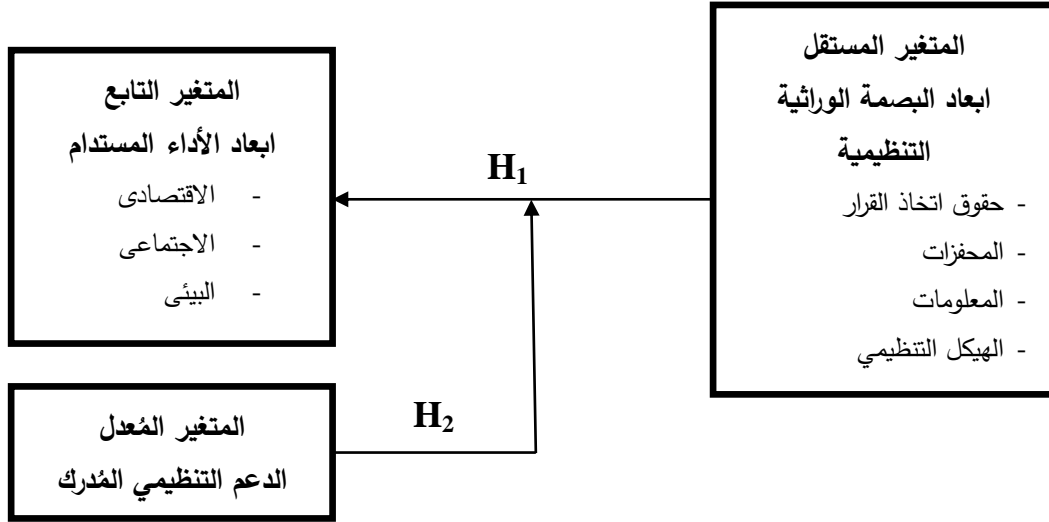 المتغير المستقل
ابعاد البصمة الوراثية
التنظيمية
- حقوق اتخاذ القرار
- المحفزات
- المعلومات
- الهيكل التنظيمي
H1
المتغير التابع
ابعاد الأداء المستدام
- الاقتصادى
- الاجتماعى
- البيئى
H2
المتغير المُعدل
الدعم التنظيمي المُدرك